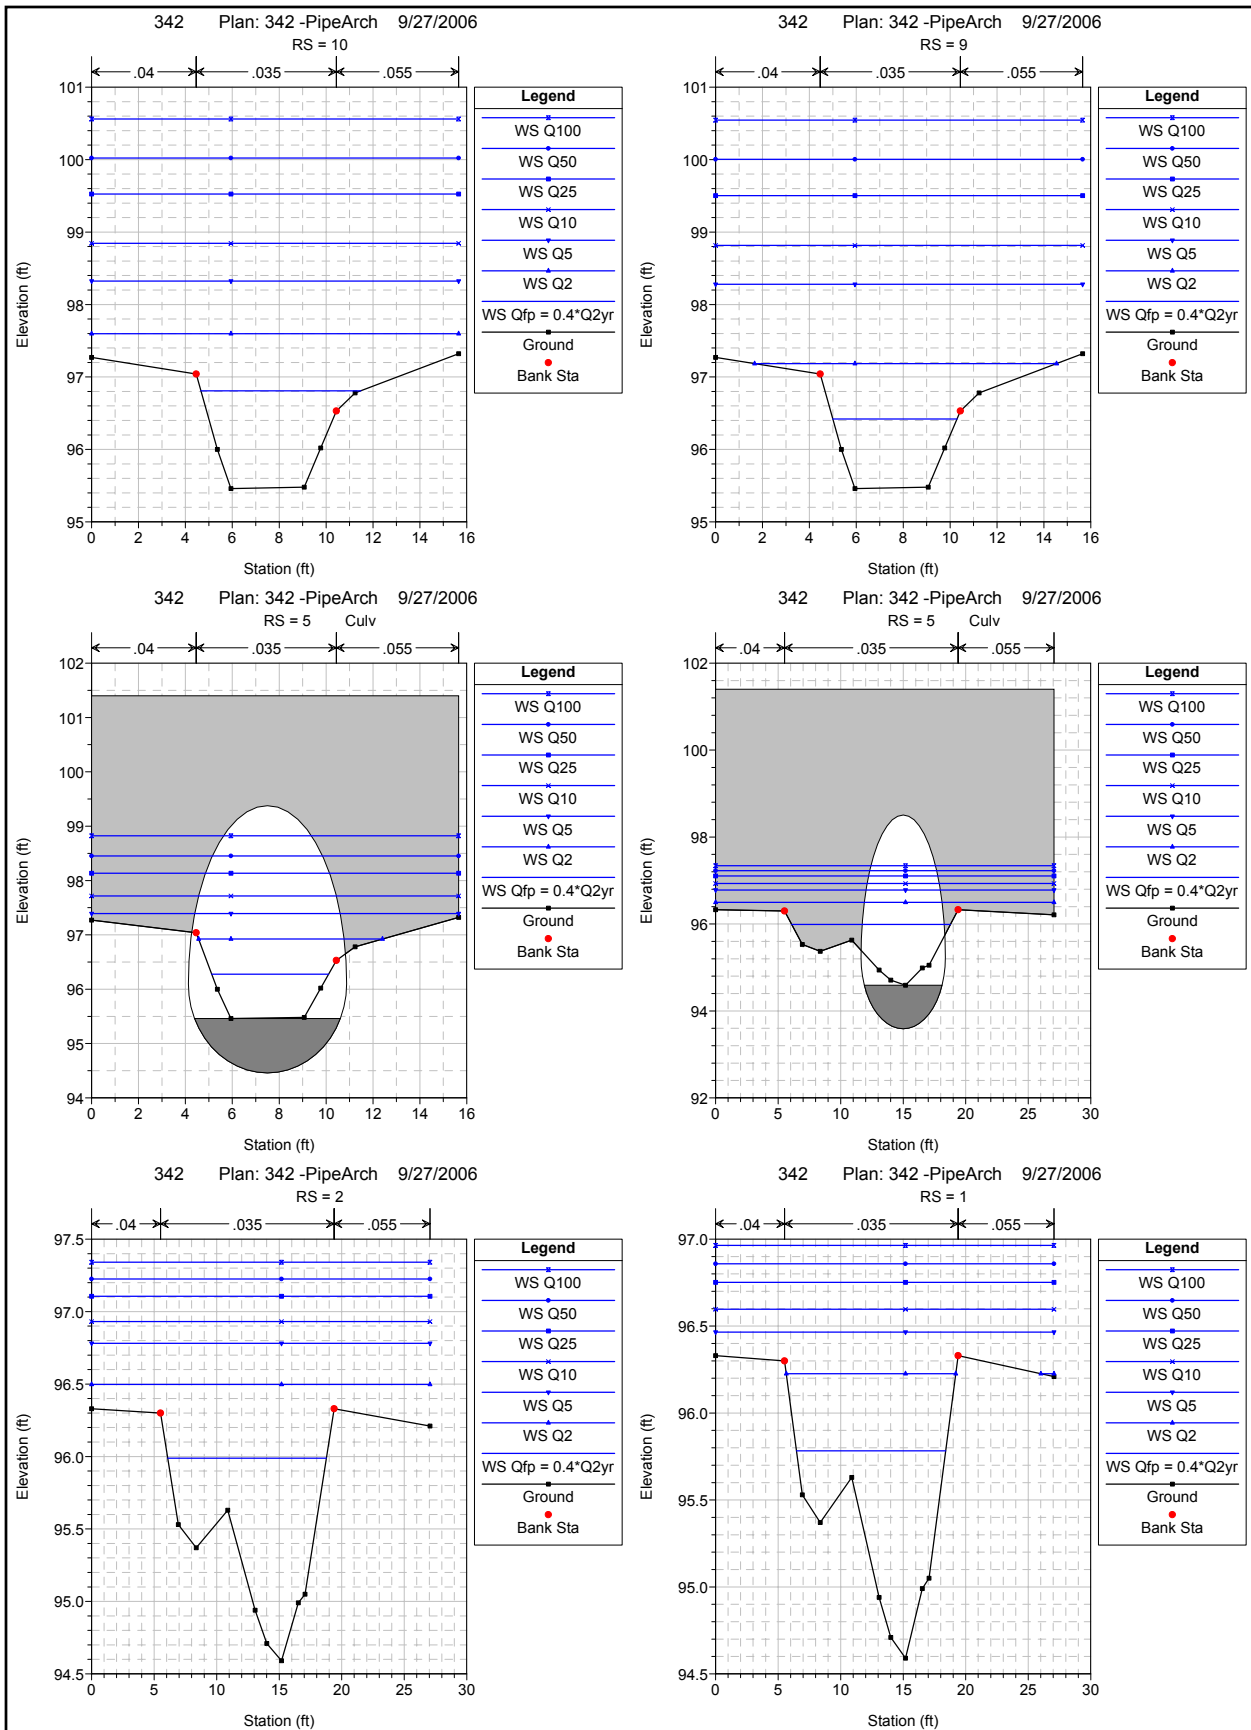 342 Plan: 342 -PipeArch 9/27/2006
RS = 10
.04 .035 .055
101
100
99
98
97
96
95
0 2 4 6 8 10 12 14 16
Station (ft)
Elevation (ft)
Legend
WS Q100
WS Q50
WS Q25
WS Q10
WS Q5
WS Q2
WS Qfp = 0.4*Q2yr
Ground
Bank Sta
342 Plan: 342 -PipeArch 9/27/2006
RS = 9
.04 .035 .055
101
100
99
98
97
96
95
0 2 4 6 8 10 12 14 16
Station (ft)
Elevation (ft)
Legend
WS Q100
WS Q50
WS Q25
WS Q10
WS Q5
WS Q2
WS Qfp = 0.4*Q2yr
Ground
Bank Sta
342 Plan: 342 -PipeArch 9/27/2006
RS = 5 Culv
.04 .035 .055
102
101
100
99
98
97
96
95
94
0 2 4 6 8 10 12 14 16
Station (ft)
Elevation (ft)
Legend
WS Q100
WS Q50
WS Q25
WS Q10
WS Q5
WS Q2
WS Qfp = 0.4*Q2yr
Ground
Bank Sta
342 Plan: 342 -PipeArch 9/27/2006
RS = 5 Culv
.04 .035 .055
102
100
98
96
94
92
0 5 10 15 20 25 30
Station (ft)
Elevation (ft)
Legend
WS Q100
WS Q50
WS Q25
WS Q10
WS Q5
WS Q2
WS Qfp = 0.4*Q2yr
Ground
Bank Sta
342 Plan: 342 -PipeArch 9/27/2006
RS = 2
.04 .035 .055
97.5
97.0
96.5
96.0
95.5
95.0
94.5
0 5 10 15 20 25 30
Station (ft)
Elevation (ft)
Legend
WS Q100
WS Q50
WS Q25
WS Q10
WS Q5
WS Q2
WS Qfp = 0.4*Q2yr
Ground
Bank Sta
342 Plan: 342 -PipeArch 9/27/2006
RS = 1
.04 .035 .055
97.0
96.5
96.0
95.5
95.0
94.5
0 5 10 15 20 25 30
Station (ft)
Elevation (ft)
Legend
WS Q100
WS Q50
WS Q25
WS Q10
WS Q5
WS Q2
WS Qfp = 0.4*Q2yr
Ground
Bank Sta